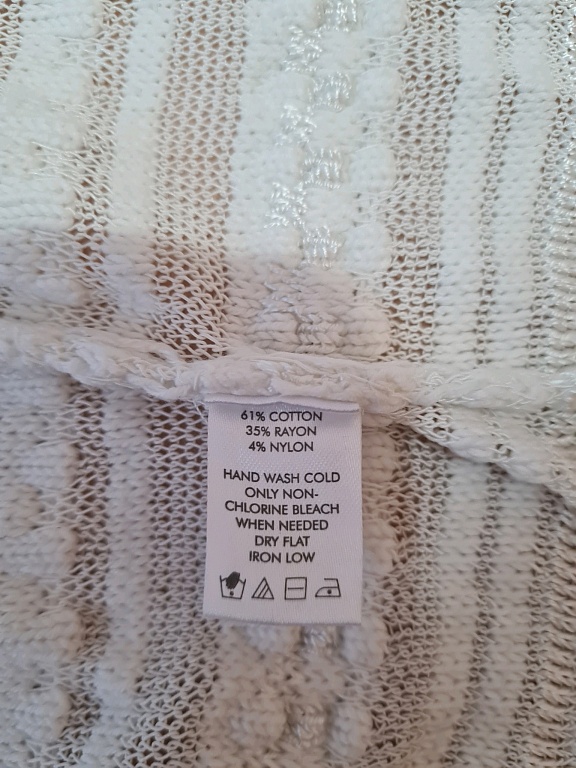 61% COTTON
35% RAYON
4% NYLON
HAND WASH COLD
ONLY NON-
CHLORINE BLEACH
WHEN NEEDED
DRY FLAT
IRON LOW